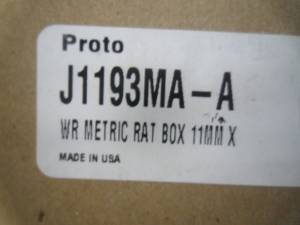 Proto
J1193MA-A
WR METRIC RAT BOX 11MM X
MADE IN USA